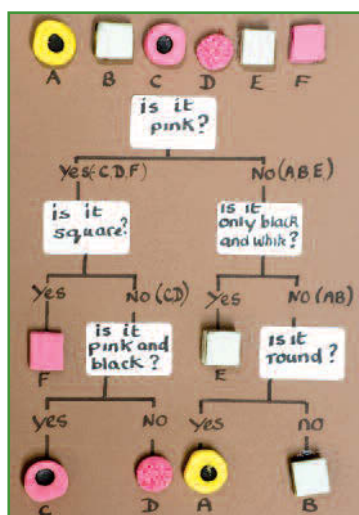 A B C D E F
is it
pink?
Yes (C,D,F) No (A,B,E)
is it
square?
Is it
only black
and white?
Yes No (C,D) Yes No (AB)
F
is it
pink and
black?
E
Is it
round?
yes No Yes no
C D A B